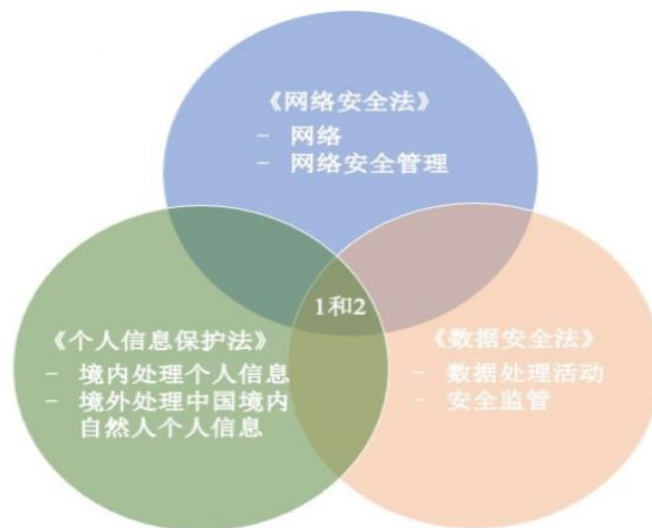 《网络安全法》
- 网络
- 网络安全管理
1和2
《个人信息保护法》
- 境内处理个人信息
- 境外处理中国境内
自然人个人信息
《数据安全法》
- 数据处理活动
- 安全监管